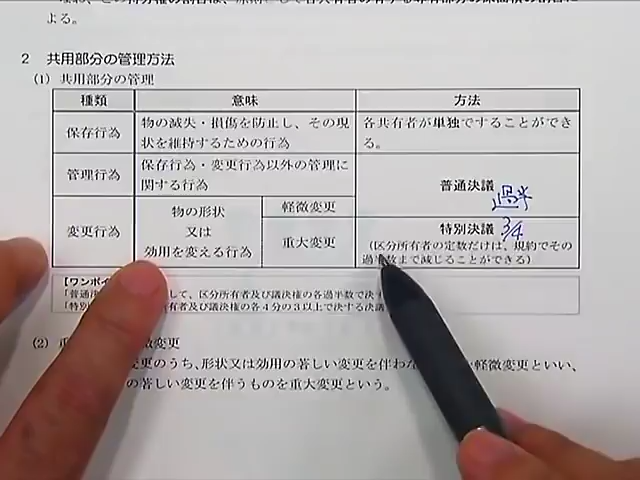 よる。
2 共用部分の管理方法
(1) 共用部分の管理
種類 意味 方法
保存行為 物の滅失・損傷を防止し、その現状を維持するための行為 各共有者が単独ですることができる。
管理行為 保存行為・変更行為以外の管理に関する行為 普通決議 過半
変更行為 物の形状又は効用を変える行為 軽微変更
重大変更 特別決議 3/4
(区分所有者の定数だけは、規約でその
過半数まで減じることができる)
【ワンポイ
「普通決 して、区分所有者及び議決権の各過半数で決
「特別 有者及び議決権の各4分の3以上で決する決議
(2) 重 変更
変更のうち、形状又は効用の著しい変更を伴わな 軽微変更といい、
の著しい変更を伴うものを重大変更という。